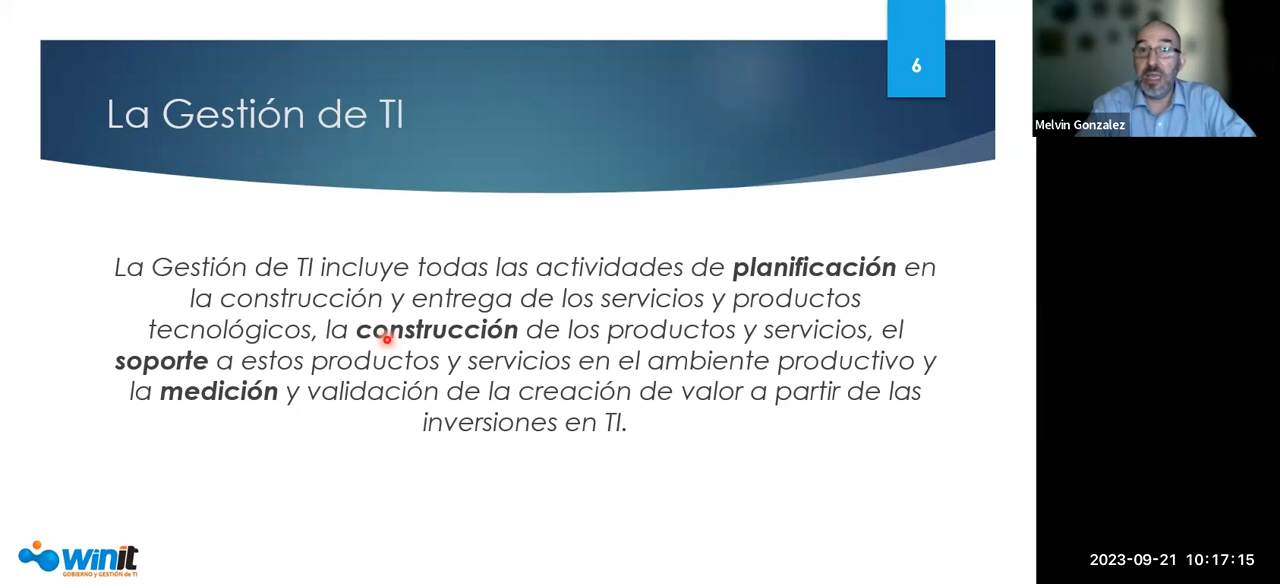 6
La Gestión de TI
La Gestión de TI incluye todas las actividades de planificación en
la construcción y entrega de los servicios y productos
tecnológicos, la construcción de los productos y servicios, el
soporte a estos productos y servicios en el ambiente productivo y
la medición y validación de la creación de valor a partir de las
inversiones en TI.
winit
GOBIERNO y GESTIÓN de TI
Melvin Gonzalez
2023-09-21 10:17:15